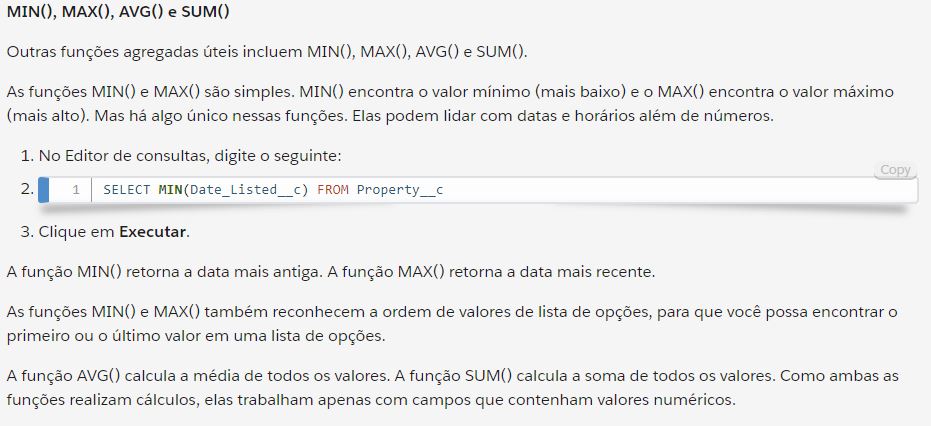 MIN(), MAX(), AVG() e SUM()
Outras funções agregadas úteis incluem MIN(), MAX(), AVG() e SUM().
As funções MIN() e MAX() são simples. MIN() encontra o valor mínimo (mais baixo) e o MAX() encontra o valor máximo
(mais alto). Mas há algo único nessas funções. Elas podem lidar com datas e horários além de números.
1. No Editor de consultas, digite o seguinte:
Copy
2. 1 SELECT MIN(Date_Listed__c) FROM Property__c
3. Clique em Executar.
A função MIN() retorna a data mais antiga. A função MAX() retorna a data mais recente.
As funções MIN() e MAX() também reconhecem a ordem de valores de lista de opções, para que você possa encontrar o
primeiro ou o último valor em uma lista de opções.
A função AVG() calcula a média de todos os valores. A função SUM() calcula a soma de todos os valores. Como ambas as
funções realizam cálculos, elas trabalham apenas com campos que contenham valores numéricos.